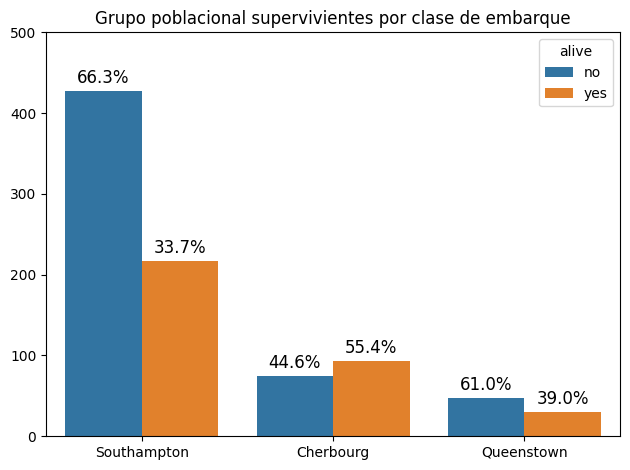 Grupo poblacional supervivientes por clase de embarque
500
400
300
200
100
0
alive
no
yes
66.3%
33.7%
44.6%
55.4%
61.0%
39.0%
Southampton
Cherbourg
Queenstown